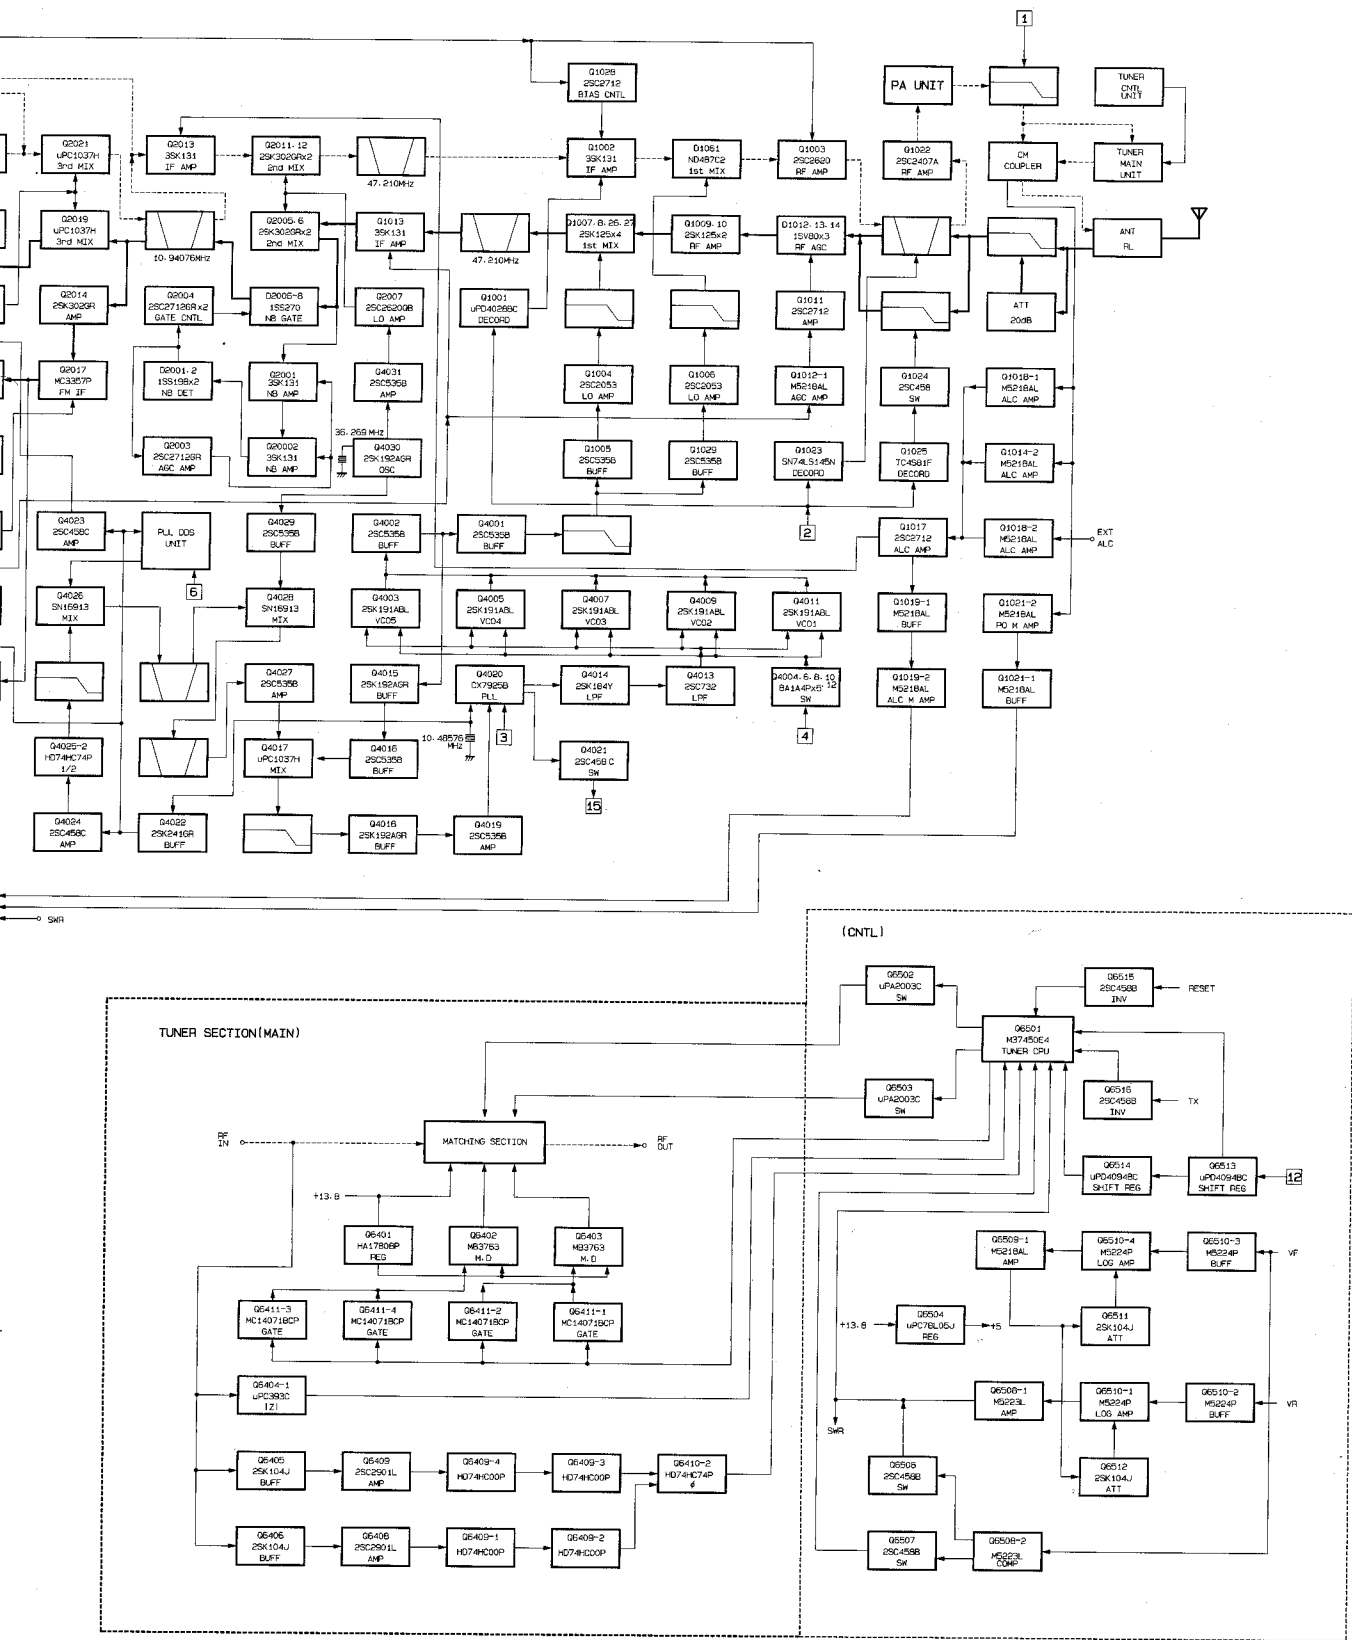 1
Q1028
2SC2712
BIAS CNTL
PA UNIT
TUNER
CNTL
UNIT
Q2021
uPC1037H
3rd MIX
Q2013
3SK131
IF AMP
Q2011.12
2SK302GRx2
2nd MIX
47.210MHz
Q1002
3SK131
IF AMP
D1051
ND487C2
1st MIX
Q1003
2SC2620
RF AMP
Q1022
2SC2407A
RF AMP
CM
COUPLER
TUNER
MAIN
UNIT
Q2019
uPC1037H
3rd MIX
10.94076MHz
Q2005.6
2SK302GRx2
2nd MIX
Q1013
3SK131
IF AMP
47.210MHz
Q1007.8.26.27
2SK125x4
1st MIX
Q1009.10
2SK125x2
RF AMP
D1012.13.14
1SV80x3
RF AGC
ANT
RL
Q2014
2SK302GR
AMP
Q2004
2SC2712GRx2
GATE CNTL
D2006-8
1SS270
NB GATE
Q2007
2SC2620QB
LO AMP
Q1001
uPD4028BC
DECORD
Q1011
2SC2712
AMP
ATT
20dB
Q2017
MC3357P
FM IF
D2001.2
1SS198x2
NB DET
Q2001
3SK131
NB AMP
Q4031
2SC535B
AMP
Q1004
2SC2053
LO AMP
Q1006
2SC2053
LO AMP
Q1012-1
M5218AL
AGC AMP
Q1024
2SC458
SW
Q1018-1
M5218AL
ALC AMP
Q2003
2SC2712GR
AGC AMP
Q20002
3SK131
NB AMP
36.269 MHz
Q4030
2SK192AGR
OSC
Q1005
2SC535B
BUFF
Q1029
2SC535B
BUFF
Q1023
SN74LS145N
DECORD
Q1025
TC4S81F
DECORD
Q1014-2
M5218AL
ALC AMP
Q4023
2SC458C
AMP
PLL DDS
UNIT
Q4029
2SC535B
BUFF
Q4002
2SC535B
BUFF
Q4001
2SC535B
BUFF
2
Q1017
2SC2712
ALC AMP
Q1018-2
M5218AL
ALC AMP
EXT
ALC
6
Q4026
SN16913
MIX
Q4028
SN16913
MIX
Q4003
2SK191ABL
VCO5
Q4005
2SK191ABL
VCO4
Q4007
2SK191ABL
VCO3
Q4009
2SK191ABL
VCO2
Q4011
2SK191ABL
VCO1
Q1019-1
M5218AL
BUFF
Q1021-2
M5218AL
PO M AMP
Q4027
2SC535B
AMP
Q4015
2SK192AGR
BUFF
Q4020
CX7925B
PLL
Q4014
2SK184Y
LPF
Q4013
2SC732
LPF
Q4004.6.8.10
BA1A4Px5' 12
SW
Q1019-2
M5218AL
ALC M AMP
Q1021-1
M5218AL
BUFF
10.48576
MHz
3
4
Q4025-2
HD74HC74P
1/2
Q4017
uPC1037H
MIX
Q4016
2SC535B
BUFF
Q4021
2SC458 C
SW
15
Q4024
2SC458C
AMP
Q4022
2SK241GR
BUFF
Q4018
2SK192AGR
BUFF
Q4019
2SC535B
AMP
SWR
(CNTL)
Q6502
uPA2003C
SW
Q6515
2SC458B
INV
RESET
TUNER SECTION(MAIN)
Q6501
M37450E4
TUNER CPU
Q6503
uPA2003C
SW
Q6516
2SC458B
INV
TX
RF
IN
MATCHING SECTION
RF
OUT
Q6514
uPD4094BC
SHIFT REG
Q6513
uPD4094BC
SHIFT REG
12
+13.8
Q6401
HA17808P
REG
Q6402
MB3763
M.D
Q6403
MB3763
M.D
Q6509-1
M5218AL
AMP
Q6510-4
M5224P
LOG AMP
Q6510-3
M5224P
BUFF
VF
Q6411-3
MC14071BCP
GATE
Q6411-4
MC14071BCP
GATE
Q6411-2
MC14071BCP
GATE
Q6411-1
MC14071BCP
GATE
+13.8
Q6504
uPC78L05J
REG
+5
Q6511
2SK104J
ATT
Q6404-1
uPC393C
|Z|
Q6508-1
M5223L
AMP
Q6510-1
M5224P
LOG AMP
Q6510-2
M5224P
BUFF
VR
SWR
Q6405
2SK104J
BUFF
Q6409
2SC2901L
AMP
Q6409-4
HD74HC00P
Q6409-3
HD74HC00P
Q6410-2
HD74HC74P
φ
Q6506
2SC458B
SW
Q6512
2SK104J
ATT
Q6406
2SK104J
BUFF
Q6408
2SC2901L
AMP
Q6409-1
HD74HC00P
Q6409-2
HD74HC00P
Q6507
2SC458B
SW
Q6508-2
M5223L
COMP